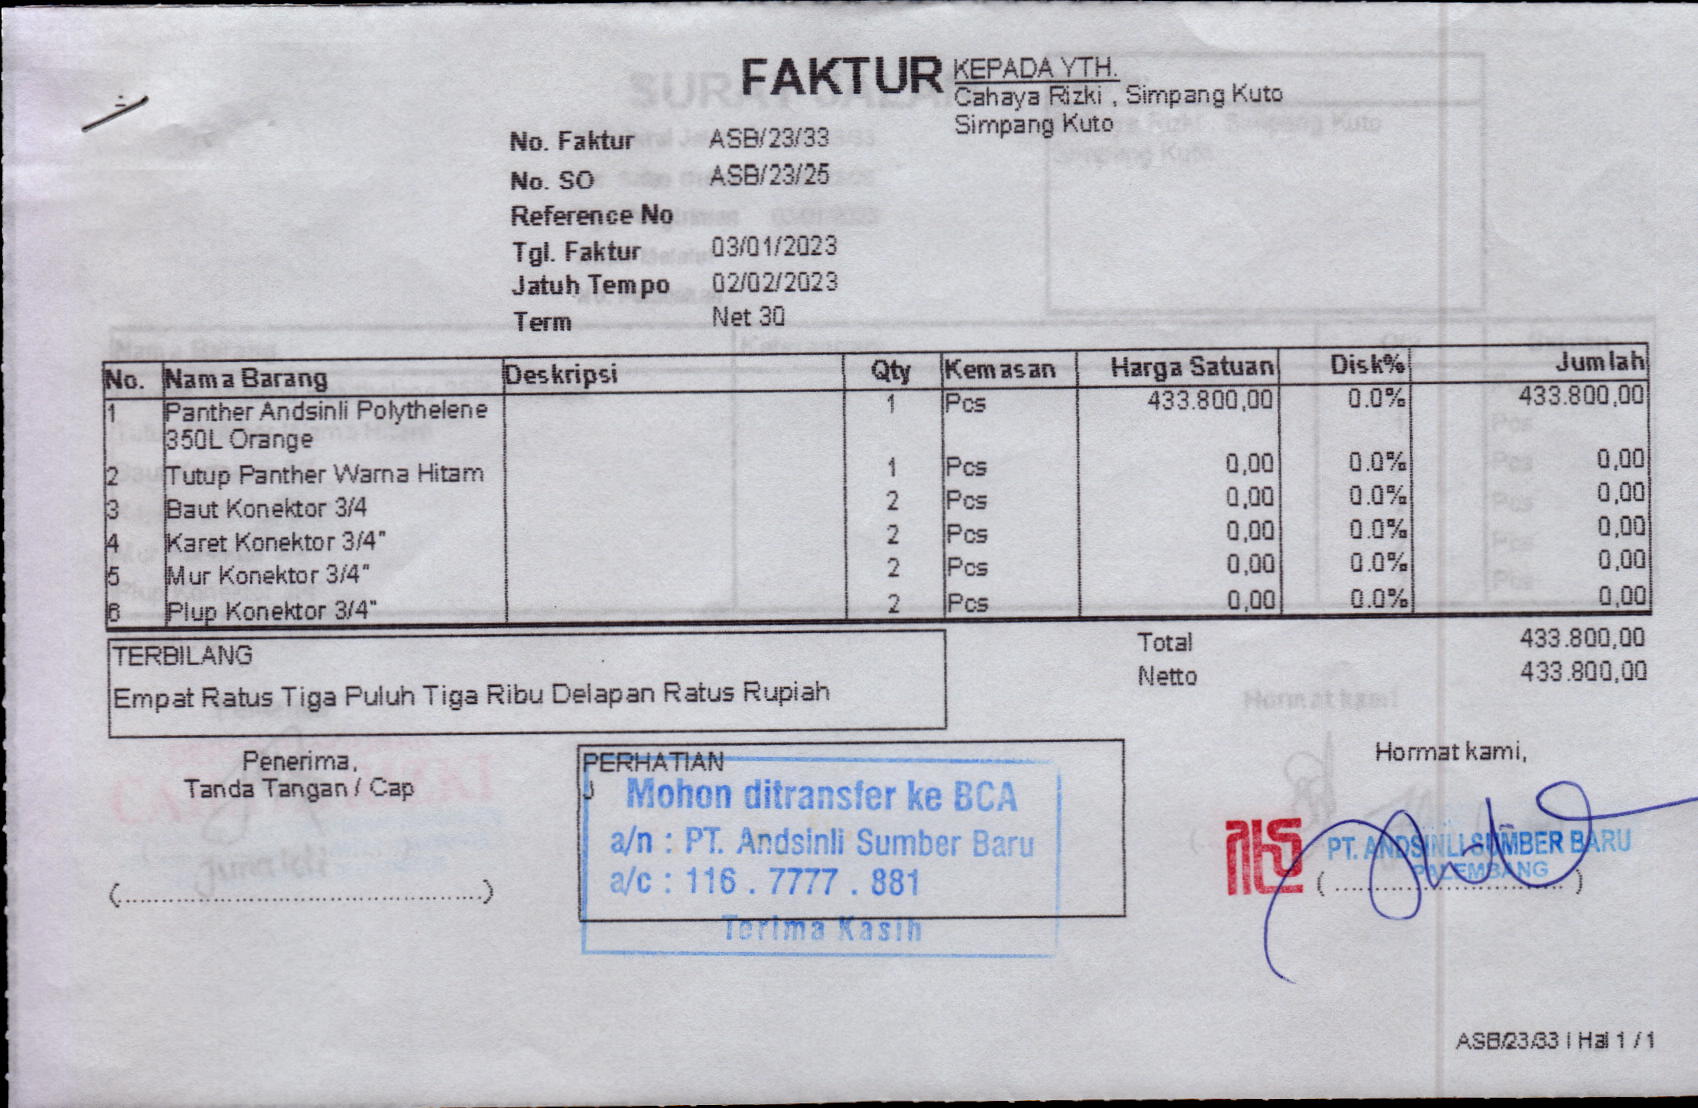 FAKTUR
KEPADA YTH.
Cahaya Rizki , Simpang Kuto
Simpang Kuto
No. Faktur ASB/23/33
No. SO ASB/23/25
Reference No
Tgl. Faktur 03/01/2023
Jatuh Tempo 02/02/2023
Term Net 30
No. Nama Barang Deskripsi Qty Kemasan Harga Satuan Disk% Jumlah
1 Panther Andsinli Polythelene 1 Pcs 433.800,00 0.0% 433.800,00
350L Orange
2 Tutup Panther Warna Hitam 1 Pcs 0,00 0.0% 0,00
3 Baut Konektor 3/4 2 Pcs 0,00 0.0% 0,00
4 Karet Konektor 3/4" 2 Pcs 0,00 0.0% 0,00
5 Mur Konektor 3/4" 2 Pcs 0,00 0.0% 0,00
6 Plup Konektor 3/4" 2 Pcs 0,00 0.0% 0,00
Total 433.800,00
Netto 433.800,00
TERBILANG
Empat Ratus Tiga Puluh Tiga Ribu Delapan Ratus Rupiah
Penerima,
Tanda Tangan / Cap
(..........)
PERHATIAN
J
Mohon ditransfer ke BCA
a/n : PT. Andsinli Sumber Baru
a/c : 116 . 7777 . 881
Terima Kasih
Hormat kami,
PT. ANDSINLI SUMBER BARU
PALEMBANG
(..........)
ASB/23/33 | Hal 1 / 1